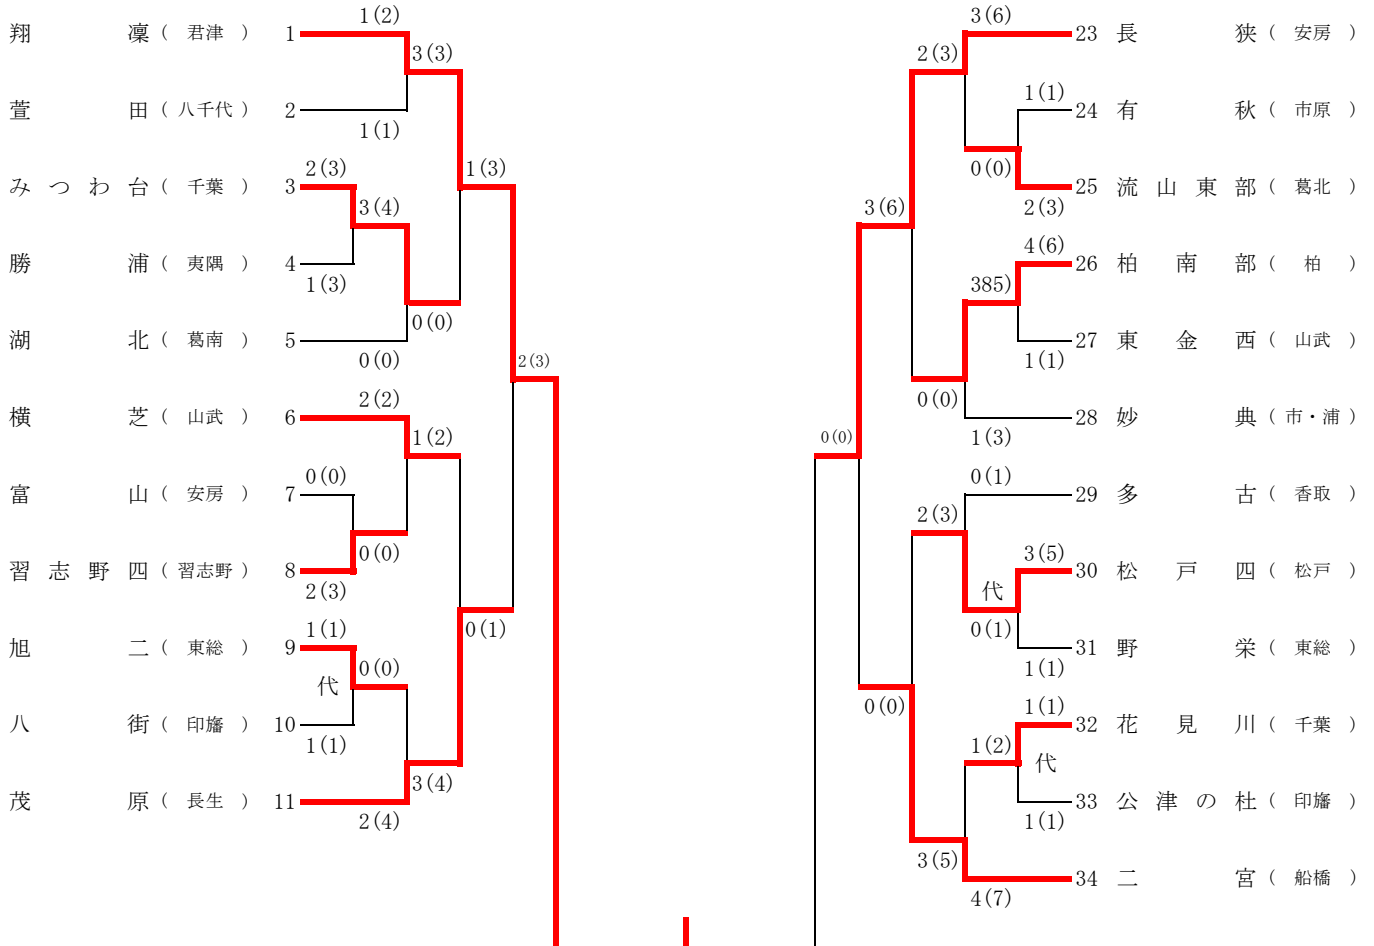 1(2)
翔凜（君津）1
3(3)
萱田（八千代）2
1(1)
2(3)
みつわ台（千葉）3
1(3)
3(4)
勝浦（夷隅）4
1(3)
0(0)
湖北（葛南）5
0(0)
2(3)
2(2)
横芝（山武）6
1(2)
0(0)
富山（安房）7
0(0)
習志野四（習志野）8
2(3)
1(1)
0(1)
旭二（東総）9
0(0)
代
八街（印旛）10
1(1)
3(4)
茂原（長生）11
2(4)
3(6)
23 長狭（安房）
2(3)
1(1)
24 有秋（市原）
0(0)
25 流山東部（葛北）
2(3)
3(6)
4(6)
26 柏南部（柏）
385)
27 東金西（山武）
1(1)
0(0)
28 妙典（市・浦）
1(3)
0(0)
0(1)
29 多古（香取）
2(3)
3(5)
30 松戸四（松戸）
代
0(1)
31 野栄（東総）
1(1)
0(0)
1(1)
32 花見川（千葉）
1(2)
代
33 公津の杜（印旛）
1(1)
3(5)
34 二宮（船橋）
4(7)